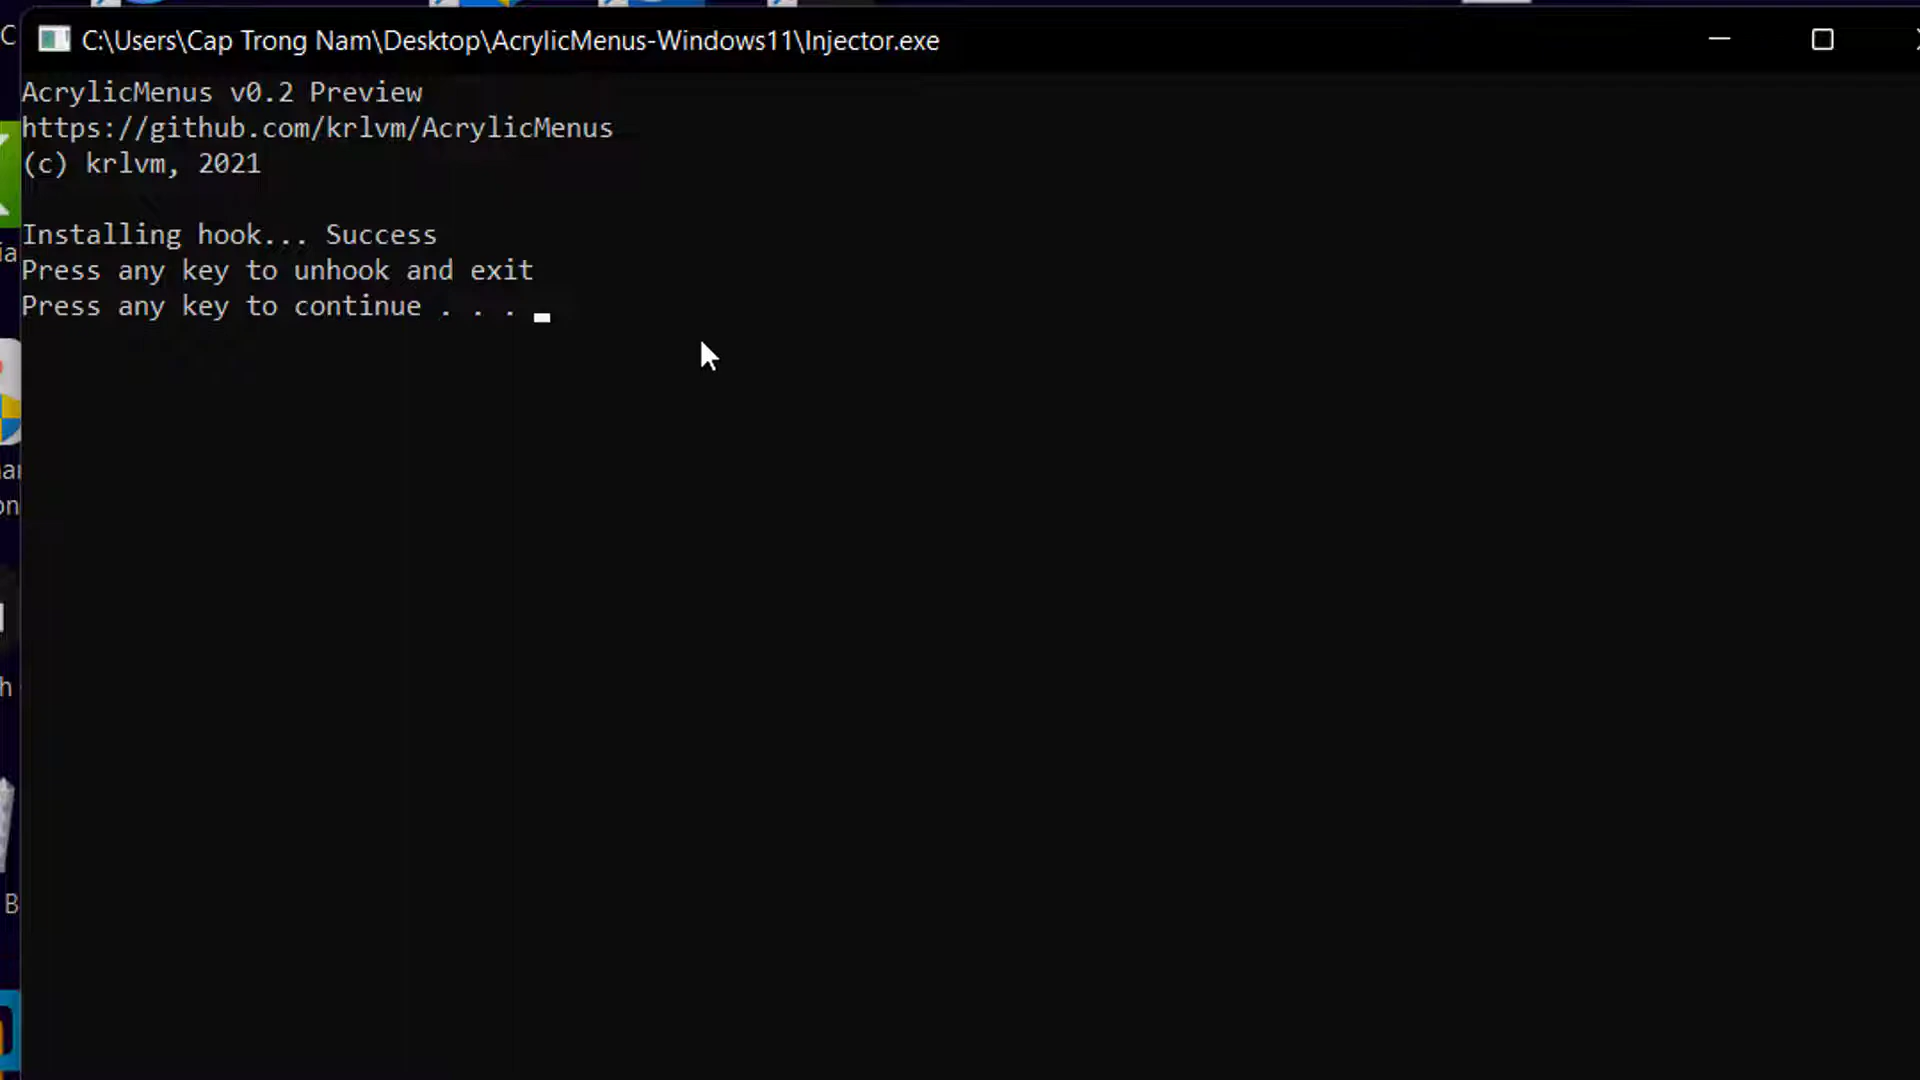 C:\Users\Cap Trong Nam\Desktop\AcrylicMenus-Windows11\Injector.exe
AcrylicMenus v0.2 Preview
https://github.com/krlvm/AcrylicMenus
(c) krlvm, 2021
Installing hook... Success
Press any key to unhook and exit
Press any key to continue . . .